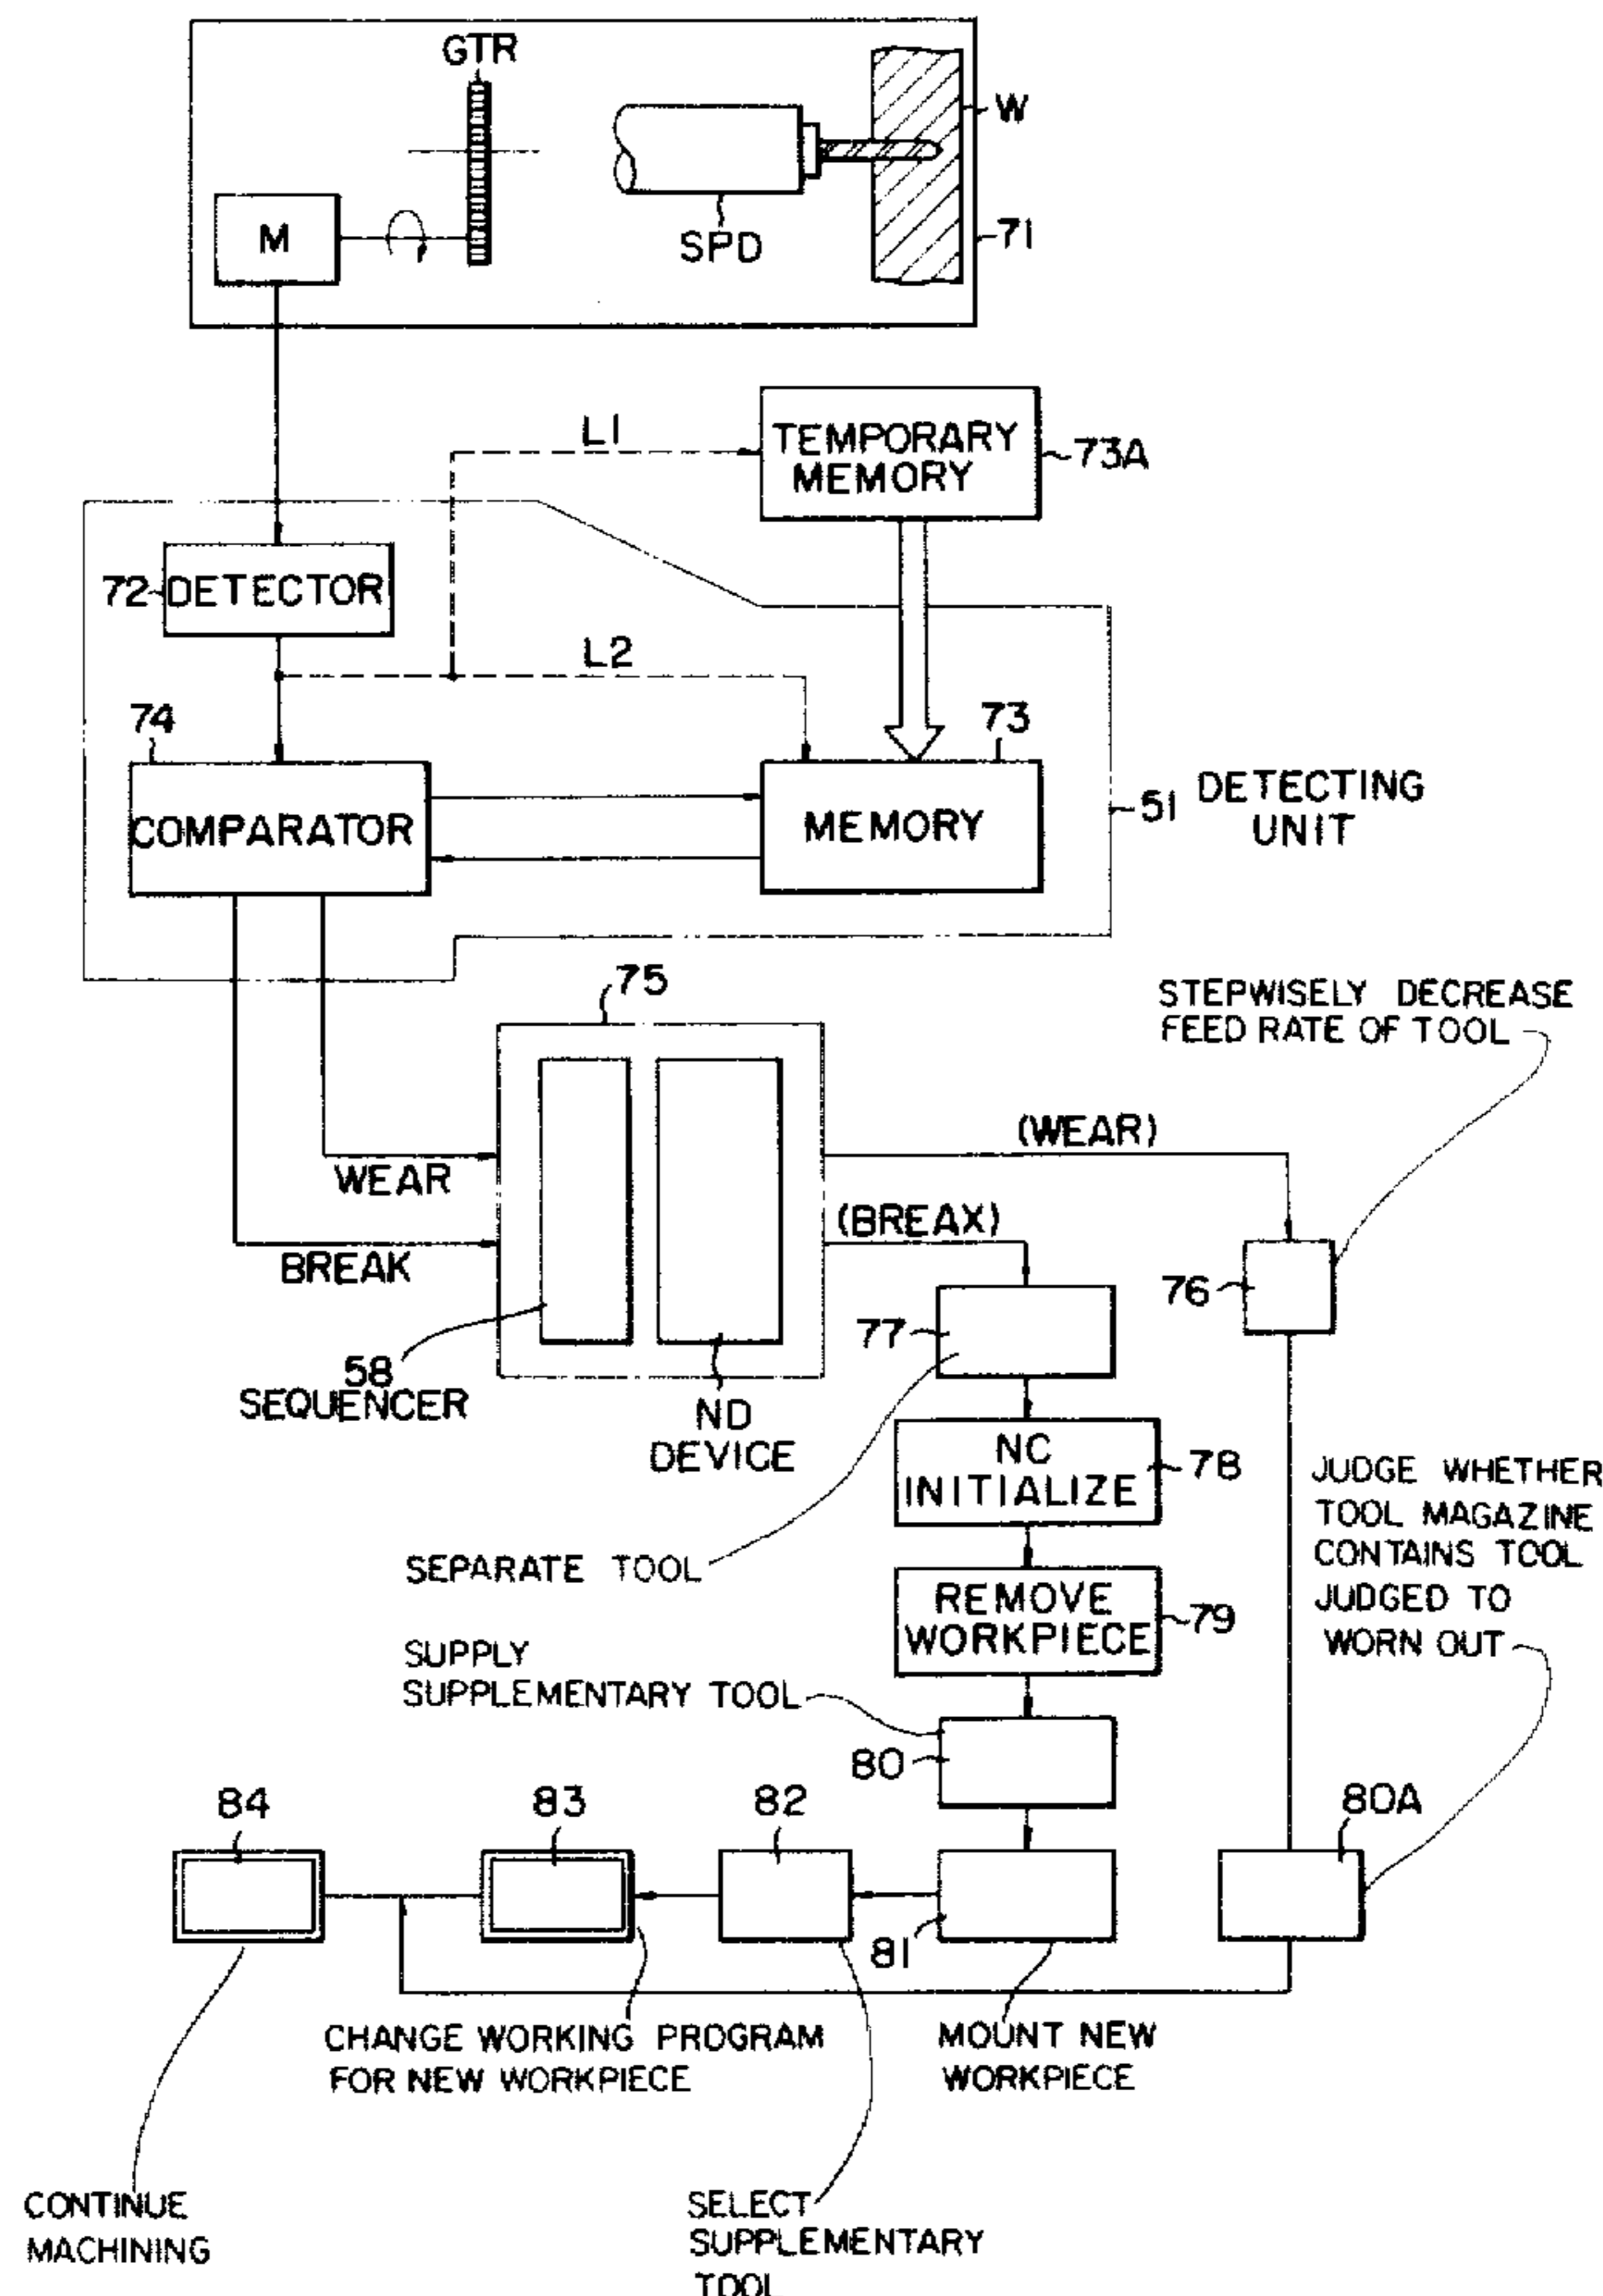 GTR
W
M
SPD
71
L1
TEMPORARY
MEMORY
73A
72
DETECTOR
L2
74
73
COMPARATOR
MEMORY
51
DETECTING
UNIT
75
STEPWISELY DECREASE
FEED RATE OF TOOL
(WEAR)
WEAR
(BREAX)
BREAK
76
77
58
SEQUENCER
ND
DEVICE
NC
INITIALIZE
78
JUDGE WHETHER
TOOL MAGAZINE
CONTAINS TOOL
JUDGED TO
WORN OUT
SEPARATE TOOL
REMOVE
WORKPIECE
79
SUPPLY
SUPPLEMENTARY TOOL
80
84
83
82
80A
81
CHANGE WORKING PROGRAM
FOR NEW WORKPIECE
MOUNT NEW
WORKPIECE
CONTINUE
MACHINING
SELECT
SUPPLEMENTARY
TOOL